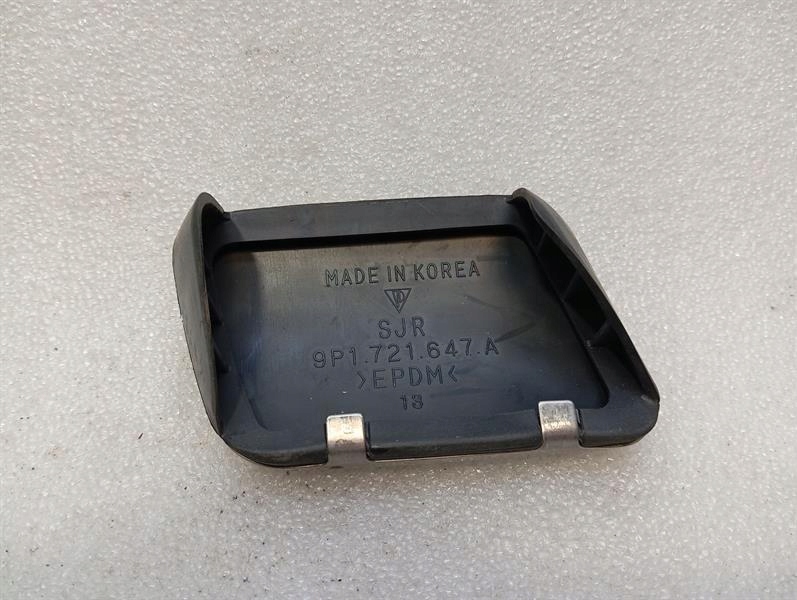 MADE IN KOREA
SJR
9P1.721.647.A
>EPDM<
13